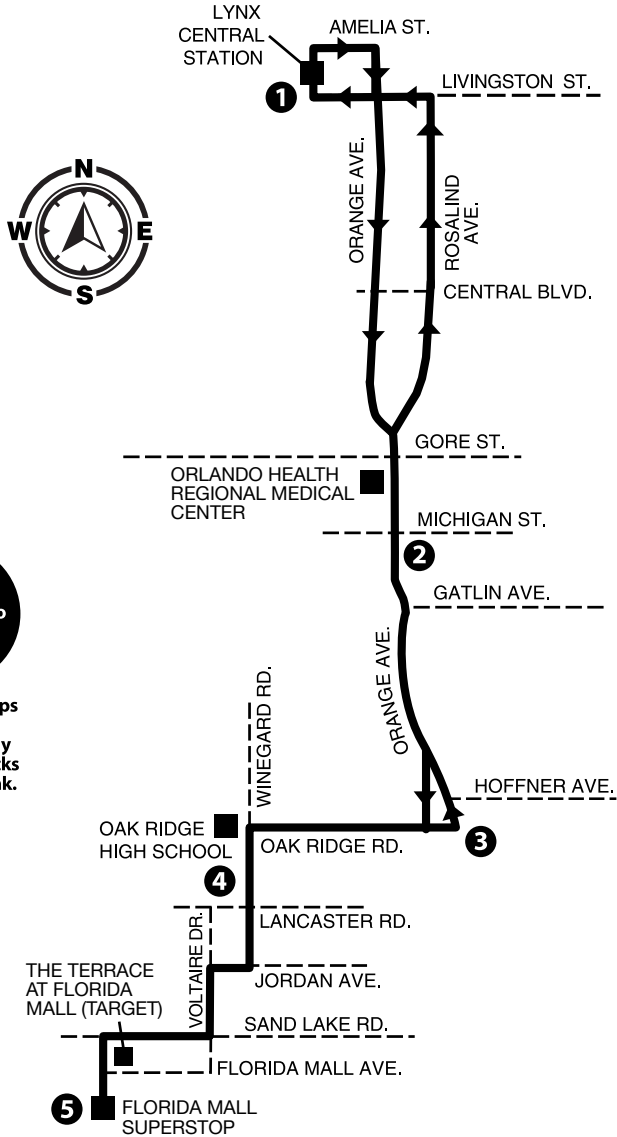 LYNX
CENTRAL
STATION
AMELIA ST.
1
LIVINGSTON ST.
ORANGE AVE.
ROSALIND
AVE.
N
W E
S
CENTRAL BLVD.
GORE ST.
ORLANDO HEALTH
REGIONAL MEDICAL
CENTER
MICHIGAN ST.
2
GATLIN AVE.
ORANGE AVE.
WINEGARD RD.
HOFFNER AVE.
OAK RIDGE
HIGH SCHOOL
OAK RIDGE RD.
3
4
LANCASTER RD.
VOLTAIRE DR.
JORDAN AVE.
THE TERRACE
AT FLORIDA
MALL (TARGET)
SAND LAKE RD.
FLORIDA MALL AVE.
5
FLORIDA MALL
SUPERSTOP